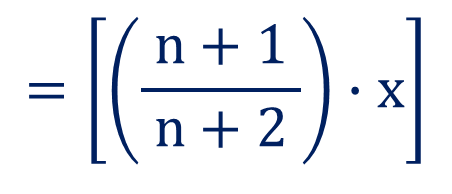 = [((n + 1)/(n + 2)) · x]